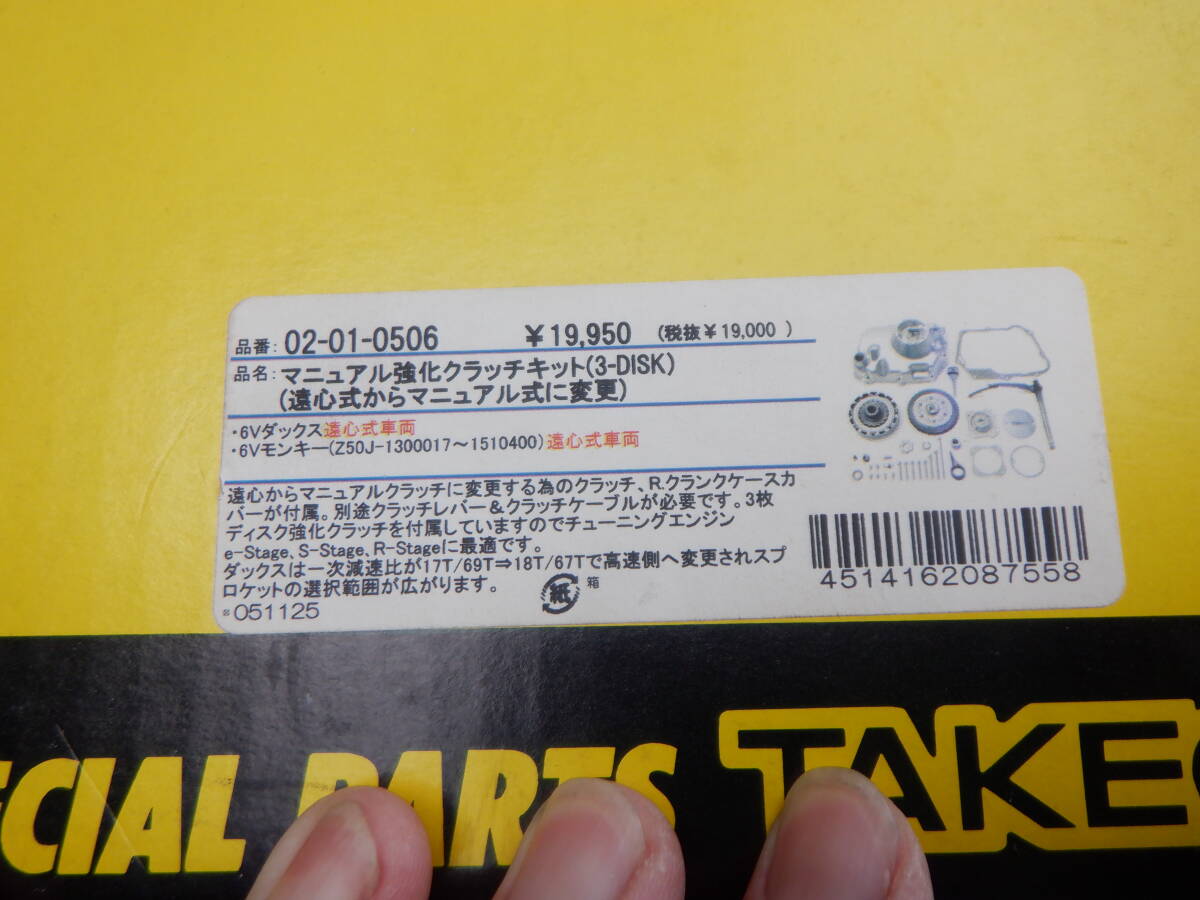 品番: 02-01-0506 ￥19,950 (税抜￥19,000 )
品名: マニュアル強化クラッチキット(3-DISK)
(遠心式からマニュアル式に変更)
・6Vダックス遠心式車両
・6Vモンキー(Z50J-1300017～1510400)遠心式車両
遠心からマニュアルクラッチに変更する為のクラッチ、R.クランクケースカ
バーが付属。別途クラッチレバー＆クラッチケーブルが必要です。3枚
ディスク強化クラッチを付属していますのでチューニングエンジン
e-Stage、S-Stage、R-Stageに最適です。
ダックスは一次減速比が17T/69T⇒18T/67Tで高速側へ変更されスプ
ロケットの選択範囲が広がります。
紙 箱
※051125
4514162087558
ECIAL PARTS TAKE